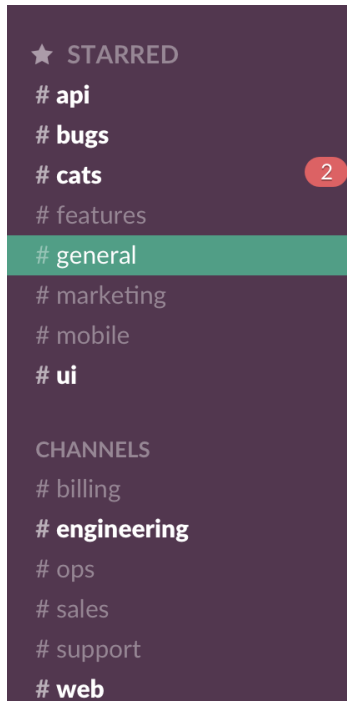 ★ STARRED
# api
# bugs
# cats 2
# features
# general
# marketing
# mobile
# ui
CHANNELS
# billing
# engineering
# ops
# sales
# support
# web